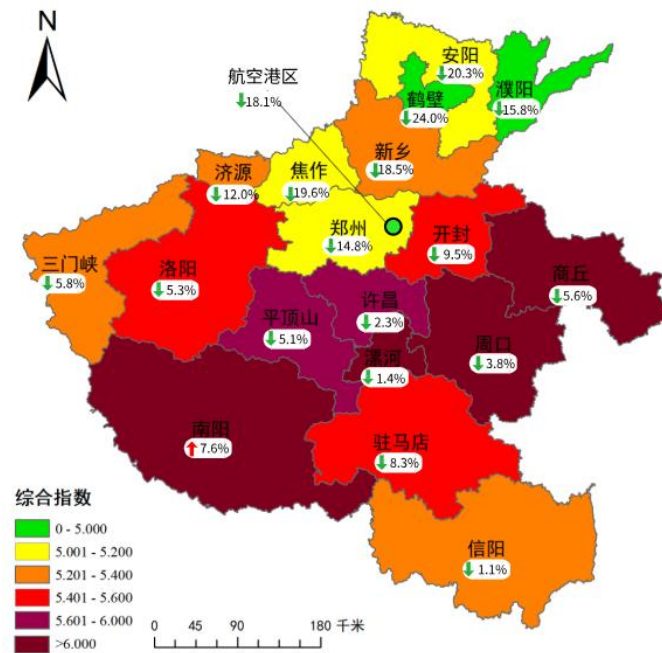 N
安阳
20.3%
航空港区
18.1%
鹤壁
24.0%
濮阳
15.8%
新乡
18.5%
济源
12.0%
焦作
19.6%
郑州
14.8%
开封
9.5%
三门峡
5.8%
洛阳
5.3%
商丘
5.6%
平顶山
5.1%
许昌
2.3%
周口
3.8%
漯河
1.4%
南阳
7.6%
驻马店
8.3%
信阳
1.1%
综合指数
0 - 5.000
5.001 - 5.200
5.201 - 5.400
5.401 - 5.600
5.601 - 6.000
>6.000
0 45 90 180 千米